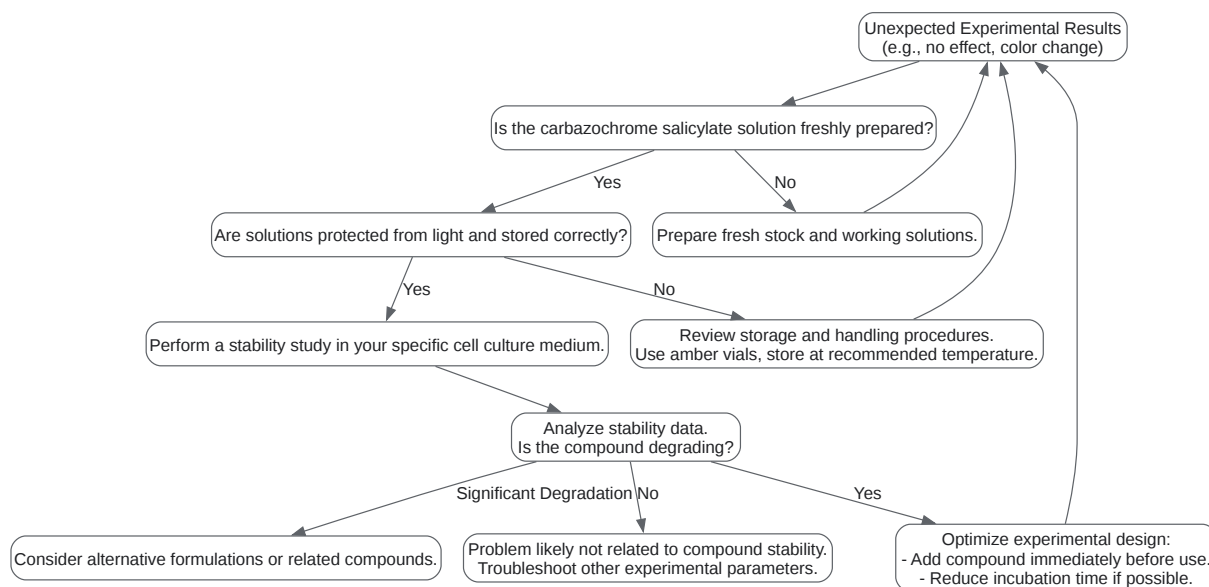 Unexpected Experimental Results
(e.g., no effect, color change)
Is the carbazochrome salicylate solution freshly prepared?
Yes
No
Are solutions protected from light and stored correctly?
Prepare fresh stock and working solutions.
Yes
No
Perform a stability study in your specific cell culture medium.
Review storage and handling procedures.
Use amber vials, store at recommended temperature.
Analyze stability data.
Is the compound degrading?
Significant Degradation
No
Yes
Consider alternative formulations or related compounds.
Problem likely not related to compound stability.
Troubleshoot other experimental parameters.
Optimize experimental design:
- Add compound immediately before use.
- Reduce incubation time if possible.